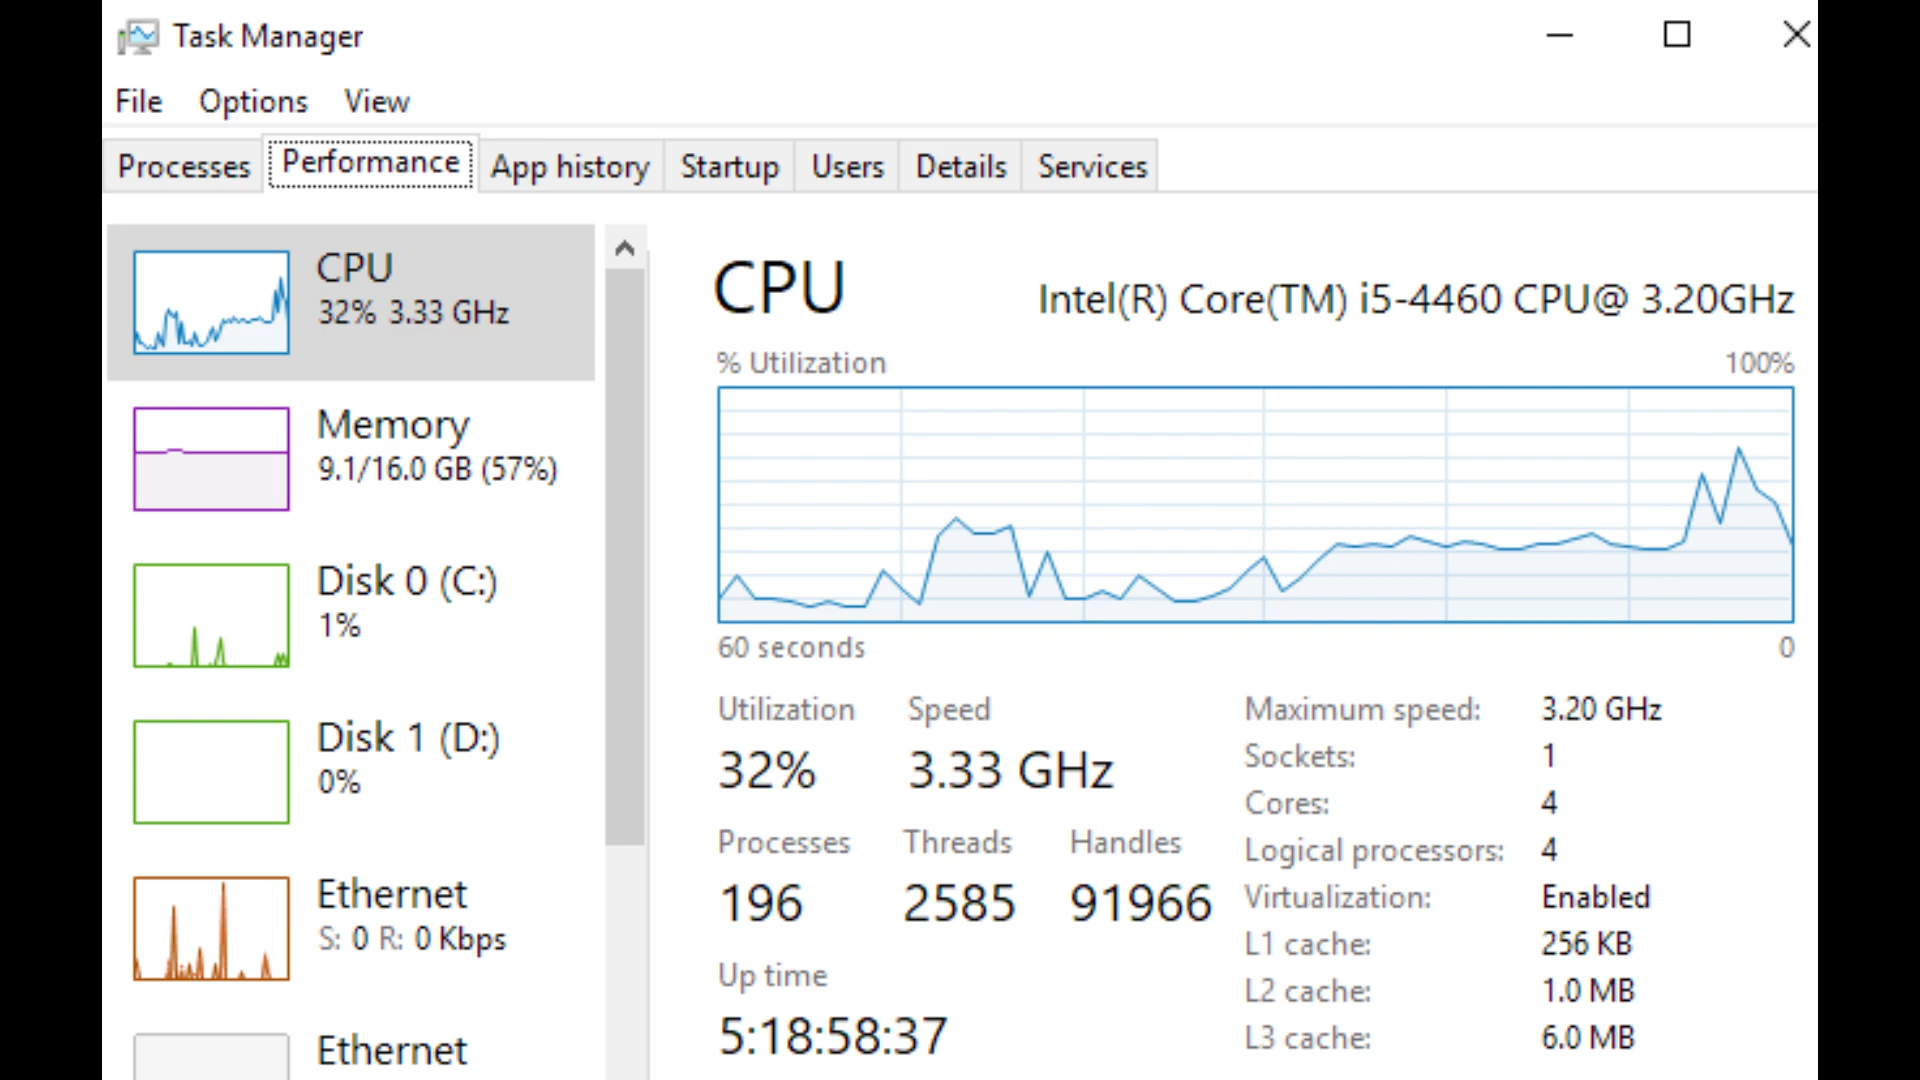 Task Manager
File Options View
Processes Performance App history Startup Users Details Services
CPU
32% 3.33 GHz
Memory
9.1/16.0 GB (57%)
Disk 0 (C:)
1%
Disk 1 (D:)
0%
Ethernet
S: 0 R: 0 Kbps
Ethernet
CPU
Intel(R) Core(TM) i5-4460 CPU@ 3.20GHz
% Utilization 100%
60 seconds 0
Utilization Speed
32% 3.33 GHz
Processes Threads Handles
196 2585 91966
Up time
5:18:58:37
Maximum speed: 3.20 GHz
Sockets: 1
Cores: 4
Logical processors: 4
Virtualization: Enabled
L1 cache: 256 KB
L2 cache: 1.0 MB
L3 cache: 6.0 MB